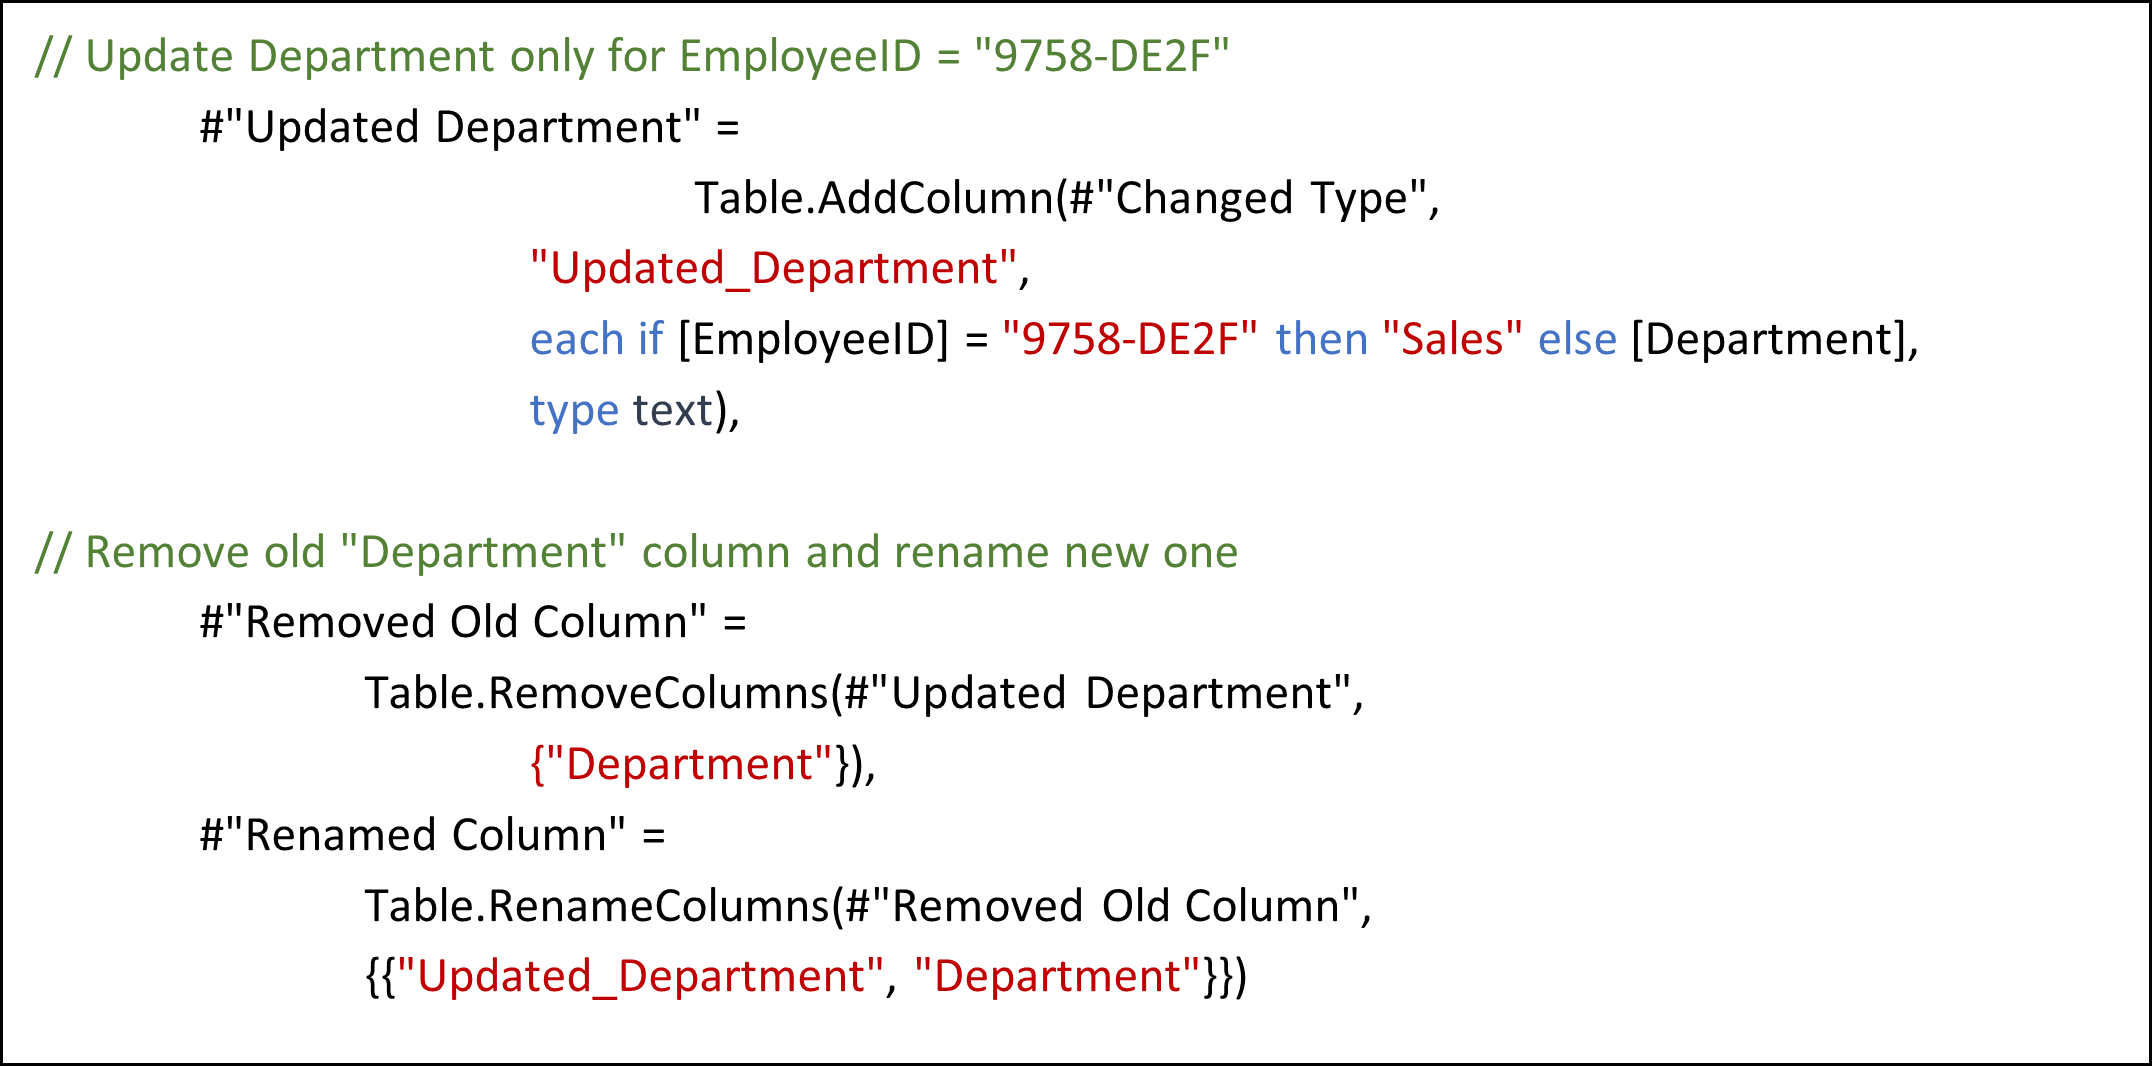 // Update Department only for EmployeeID = "9758-DE2F"
#"Updated Department" =
Table.AddColumn(#"Changed Type",
"Updated_Department",
each if [EmployeeID] = "9758-DE2F" then "Sales" else [Department],
type text),
// Remove old "Department" column and rename new one
#"Removed Old Column" =
Table.RemoveColumns(#"Updated Department",
{"Department"}),
#"Renamed Column" =
Table.RenameColumns(#"Removed Old Column",
{{"Updated_Department", "Department"}})